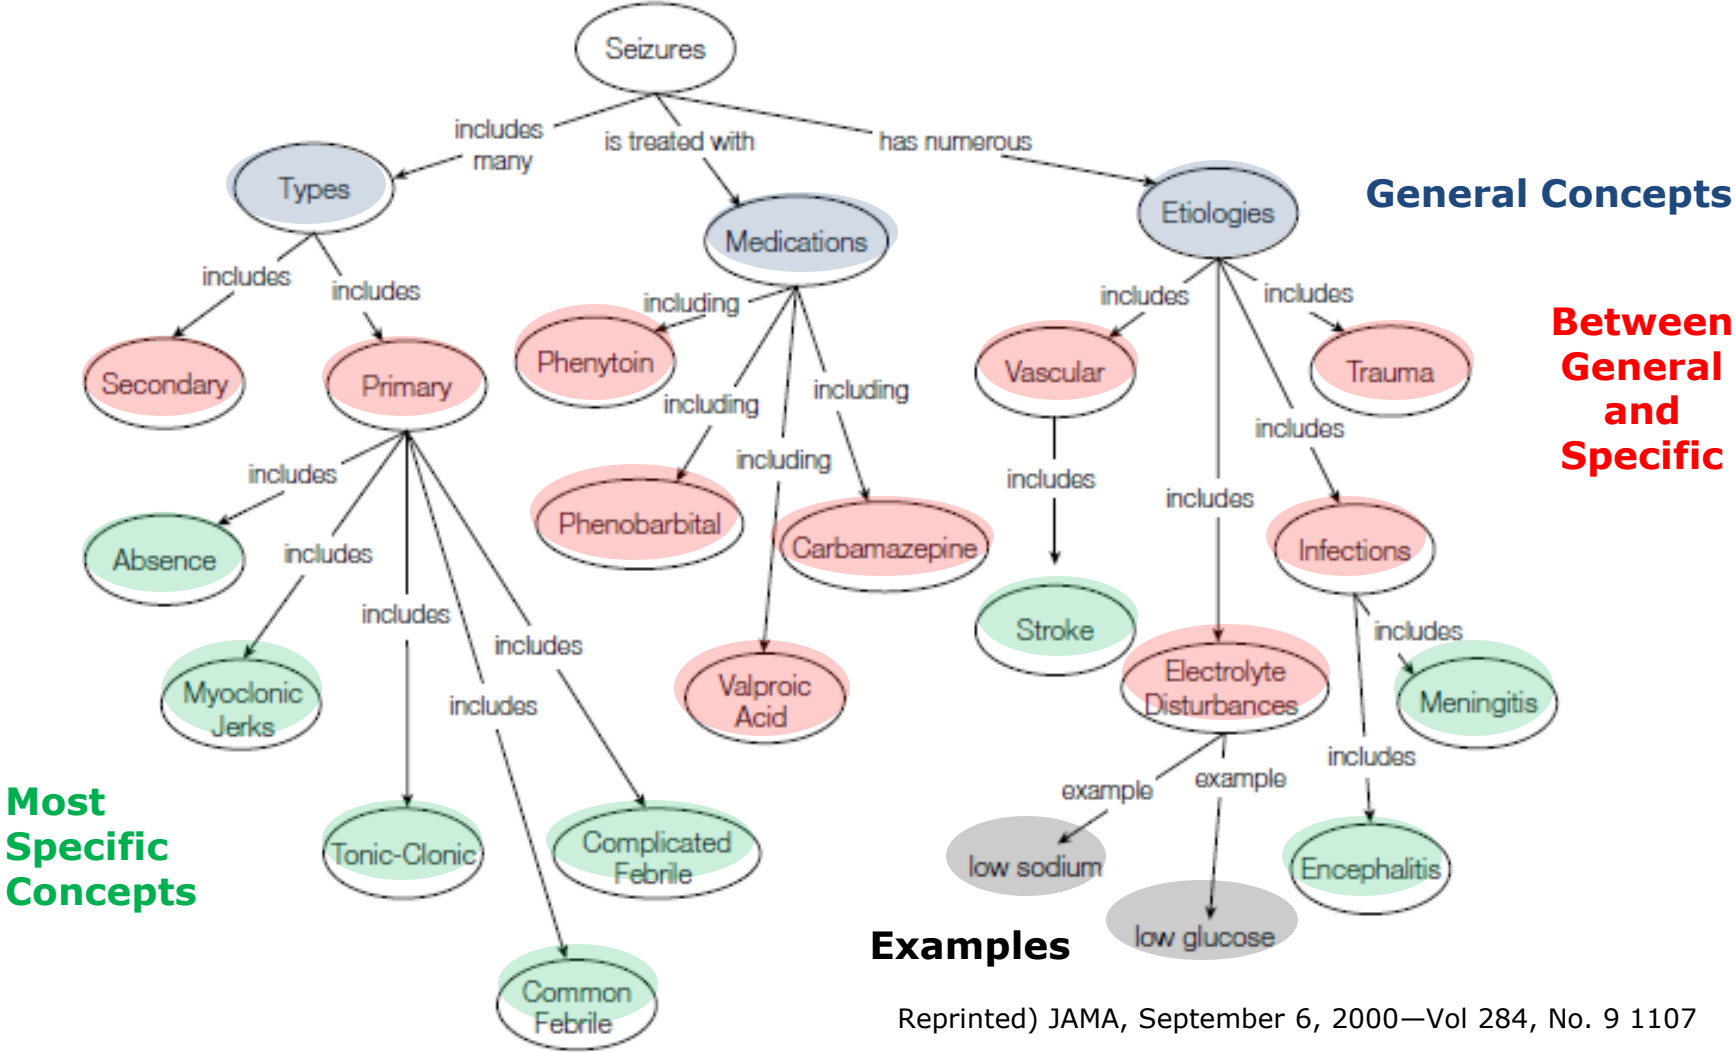 Seizures
includes
many
is treated with
has numerous
Types
Medications
Etiologies
General Concepts
includes
includes
including
includes
includes
Between
General
and
Specific
Secondary
Primary
Phenytoin
including
including
including
Vascular
Trauma
includes
includes
includes
includes
includes
includes
includes
includes
Absence
Phenobarbital
Carbamazepine
Infections
Myoclonic
Jerks
Valproic
Acid
Stroke
Electrolyte
Disturbances
includes
Meningitis
includes
example
example
Most
Specific
Concepts
Tonic-Clonic
Complicated
Febrile
low sodium
low glucose
Encephalitis
Examples
Common
Febrile
Reprinted) JAMA, September 6, 2000—Vol 284, No. 9 1107